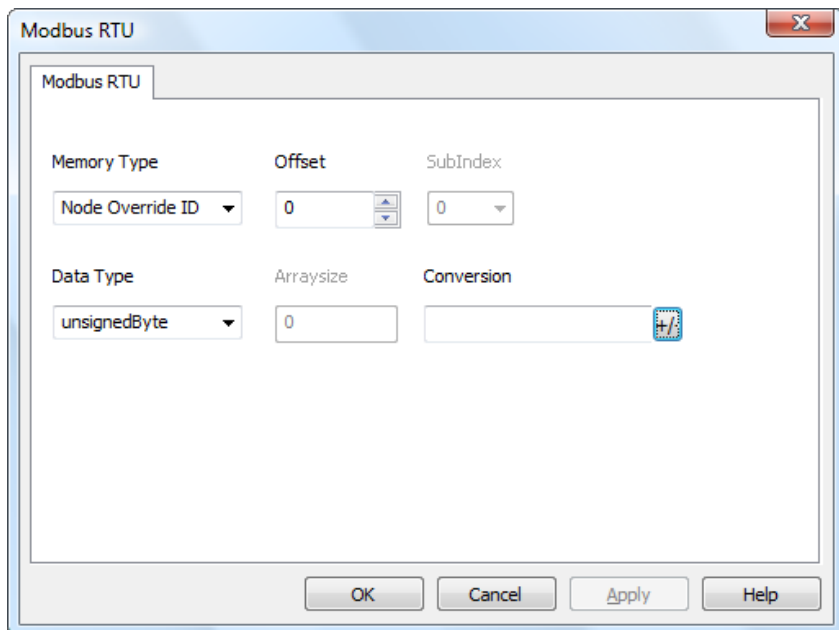 Modbus RTU
Modbus RTU
Memory Type Offset SubIndex
Node Override ID 0 0
Data Type Arraysize Conversion
unsignedByte 0 +/-
OK Cancel Apply Help